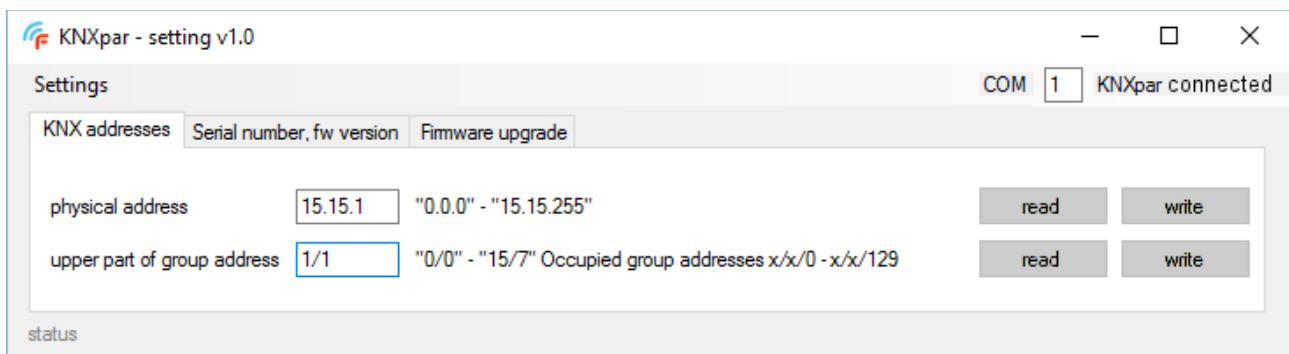 KNXpar - setting v1.0
Settings COM 1 KNXpar connected
KNX addresses Serial number, fw version Firmware upgrade
physical address 15.15.1 "0.0.0" - "15.15.255" read write
upper part of group address 1/1 "0/0" - "15/7" Occupied group addresses x/x/0 - x/x/129 read write
status